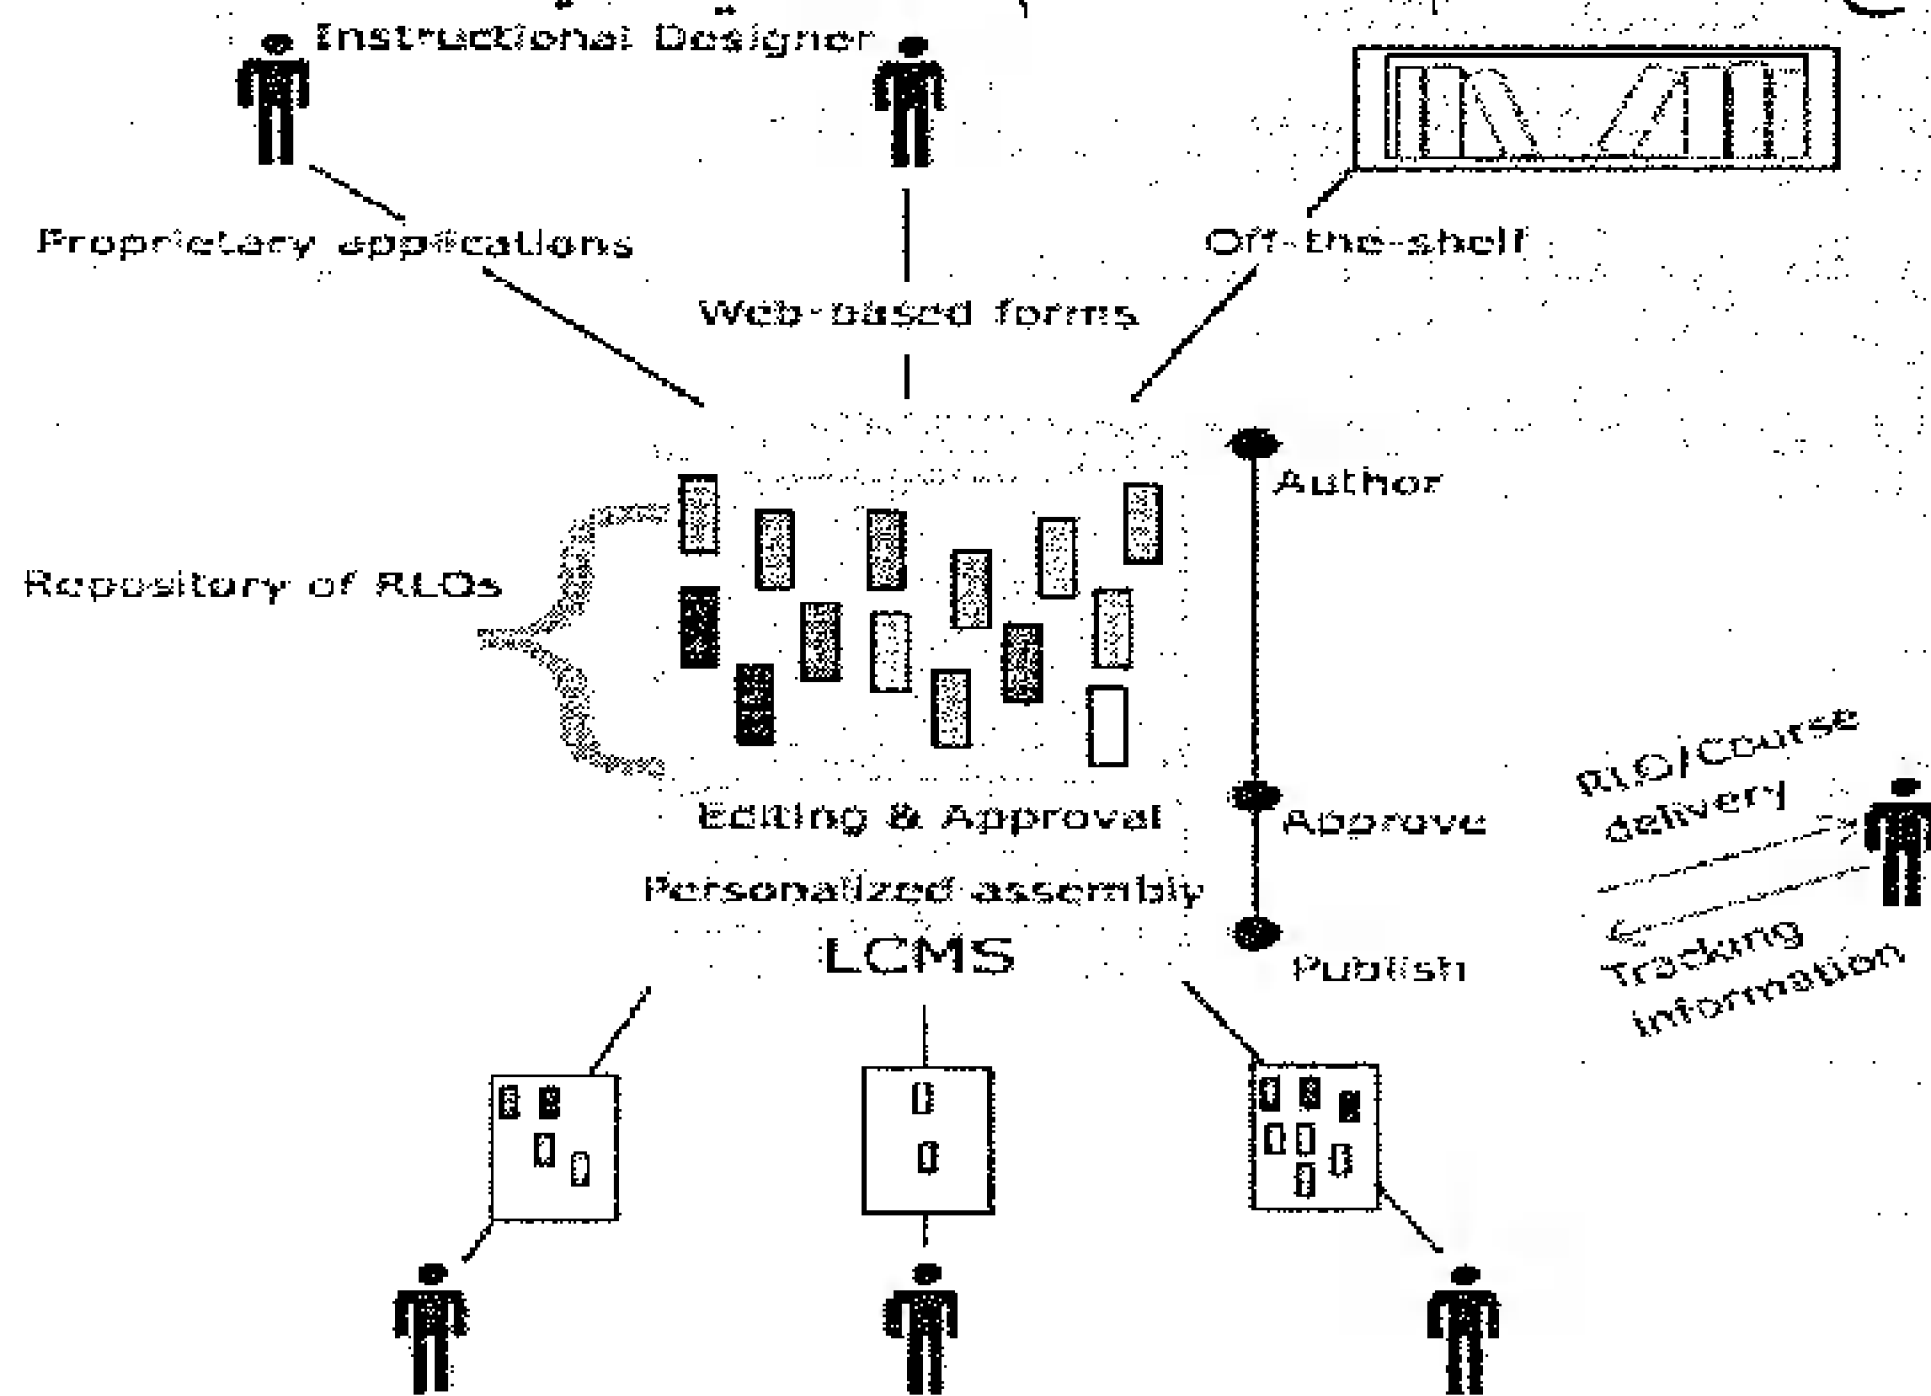 Instructional Designer
Proprietary applications
Off-the-shelf
Web-based forms
Author
Repository of RLOs
RLO/Course
delivery
Editing & Approval
Approve
Personalized assembly
Tracking
information
LCMS
Publish